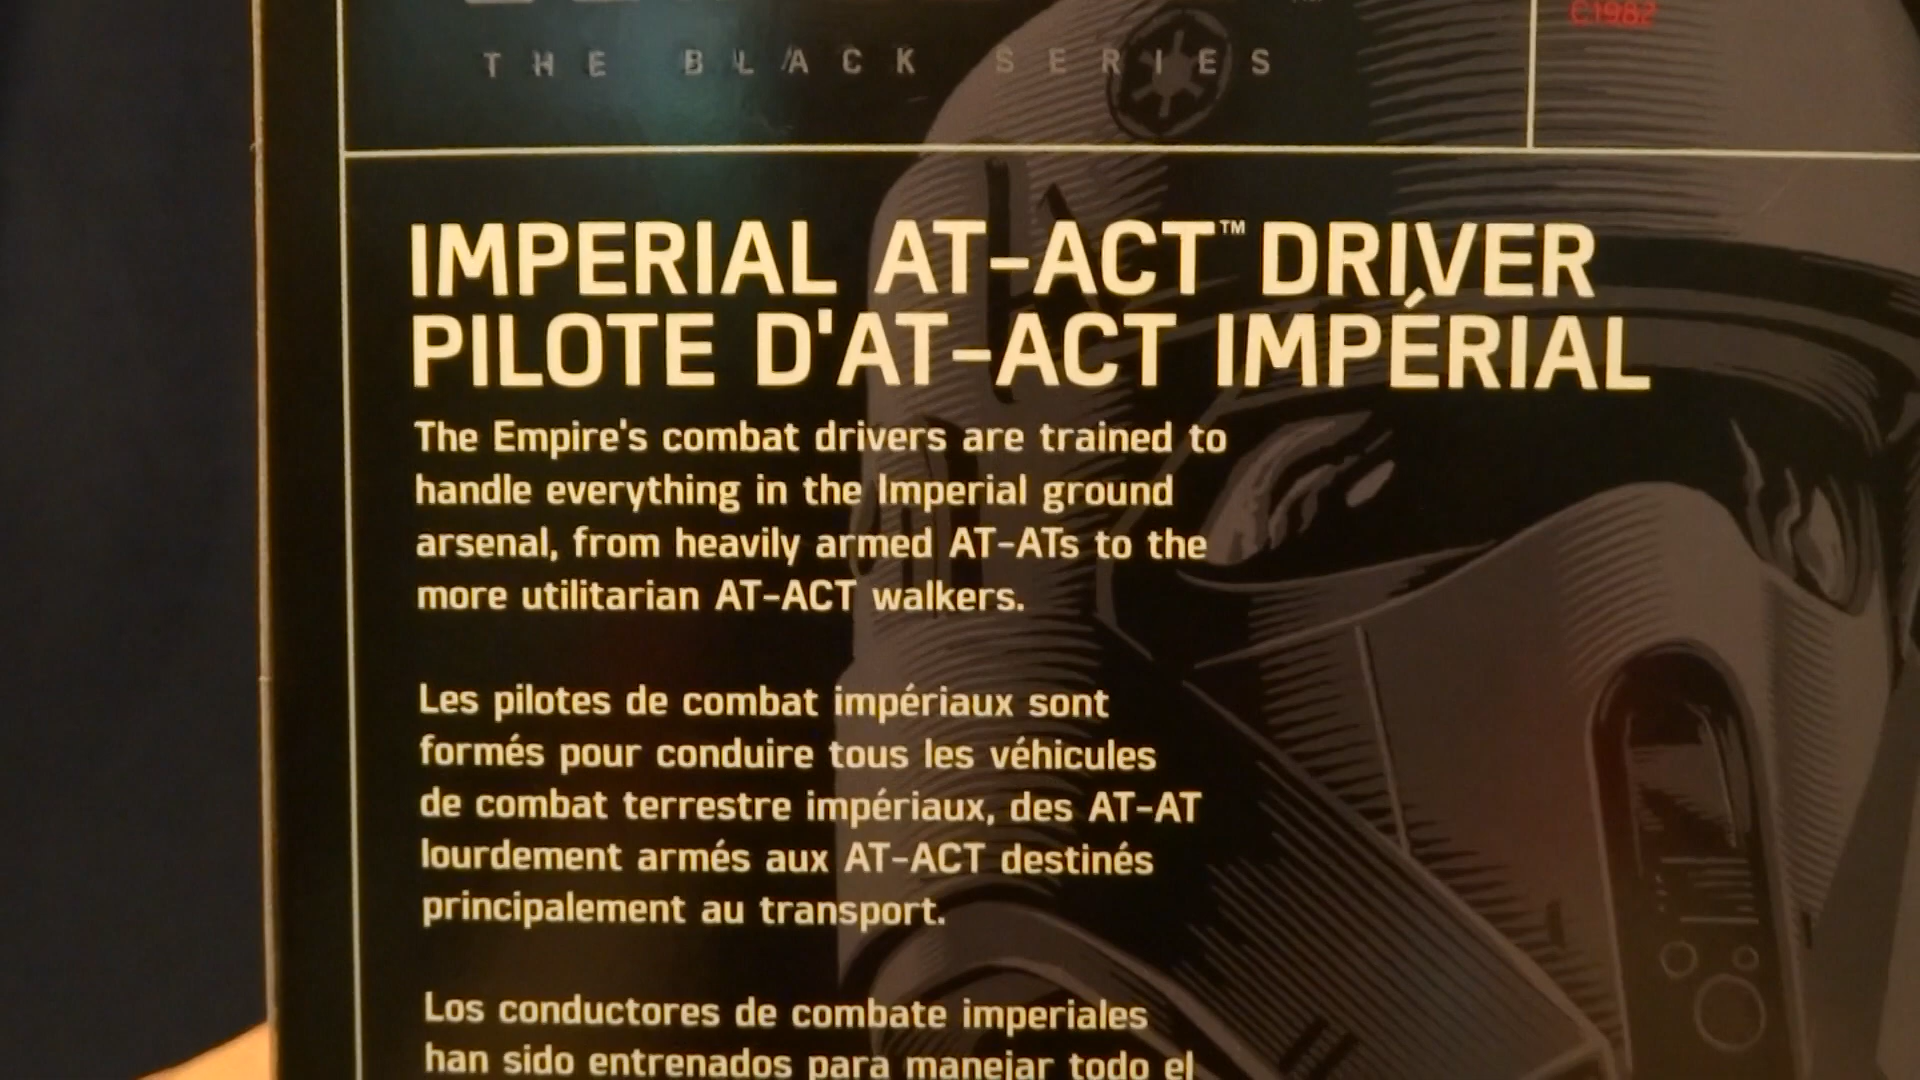 C1982
THE BLACK SERIES
IMPERIAL AT-ACT™ DRIVER
PILOTE D'AT-ACT IMPÉRIAL
The Empire's combat drivers are trained to
handle everything in the Imperial ground
arsenal, from heavily armed AT-ATs to the
more utilitarian AT-ACT walkers.
Les pilotes de combat impériaux sont
formés pour conduire tous les véhicules
de combat terrestre impériaux, des AT-AT
lourdement armés aux AT-ACT destinés
principalement au transport.
Los conductores de combate imperiales
han sido entrenados para manejar todo el